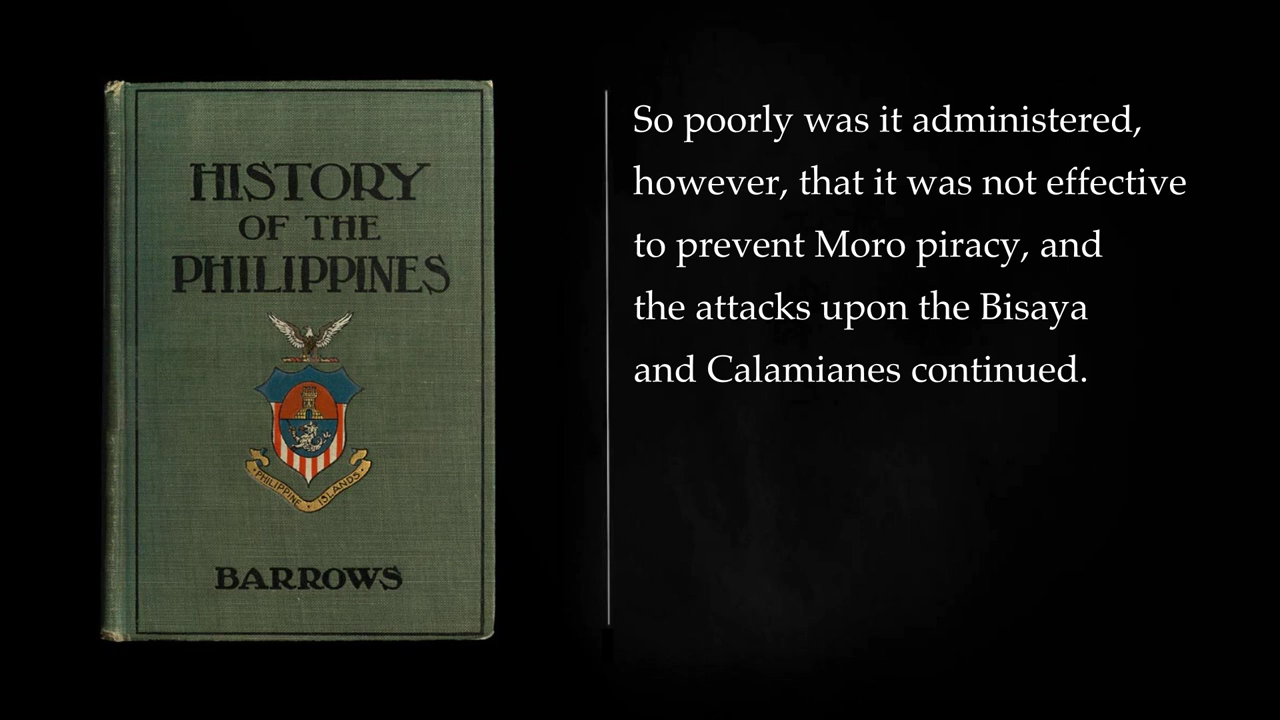 HISTORY
OF THE
PHILIPPINES
PHILIPPINE ISLANDS
BARROWS
So poorly was it administered,
however, that it was not effective
to prevent Moro piracy, and
the attacks upon the Bisaya
and Calamianes continued.